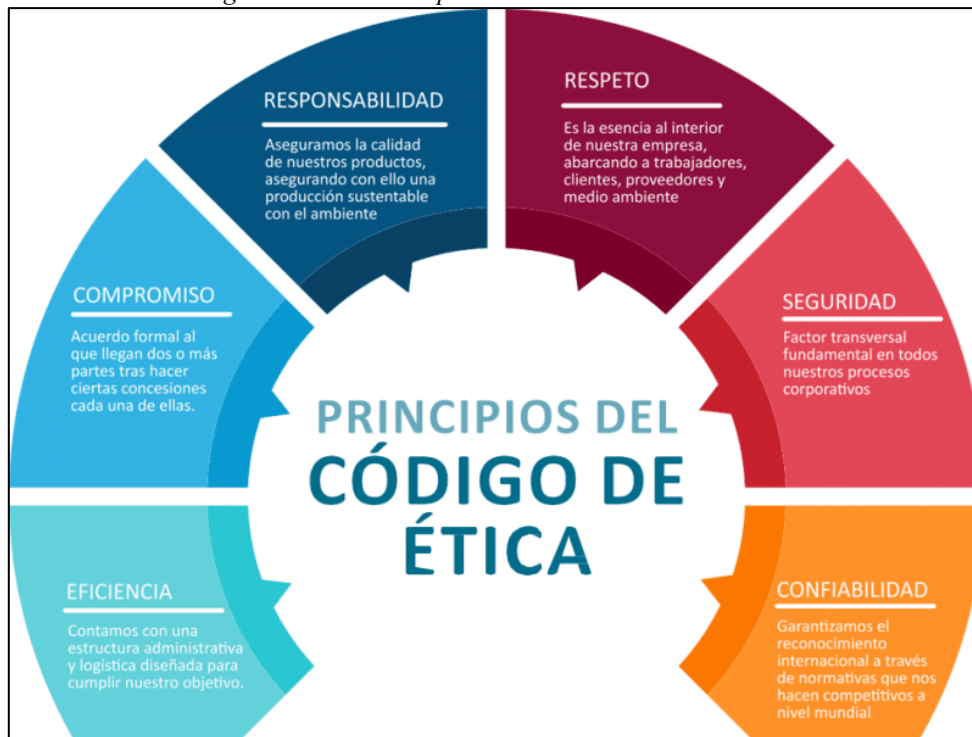 RESPONSABILIDAD
Aseguramos la calidad
de nuestros productos,
asegurando con ello una
producción sustentable
con el ambiente
RESPETO
Es la esencia al interior
de nuestra empresa,
abarcando a trabajadores,
clientes, proveedores y
medio ambiente
COMPROMISO
Acuerdo formal al
que llegan dos o más
partes tras hacer
ciertas concesiones
cada una de ellas.
SEGURIDAD
Factor transversal
fundamental en todos
nuestros procesos
corporativos
PRINCIPIOS DEL
CÓDIGO DE
ÉTICA
EFICIENCIA
Contamos con una
estructura administrativa
y logística diseñada para
cumplir nuestro objetivo.
CONFIABILIDAD
Garantizamos el
reconocimiento
internacional a través
de normativas que nos
hacen competitivos a
nivel mundial